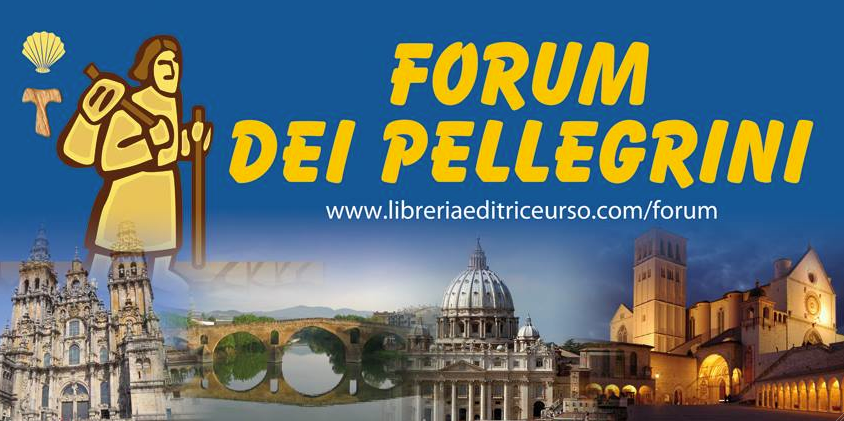 FORUM
DEI PELLEGRINI
www.libreriaeditriceurso.com/forum